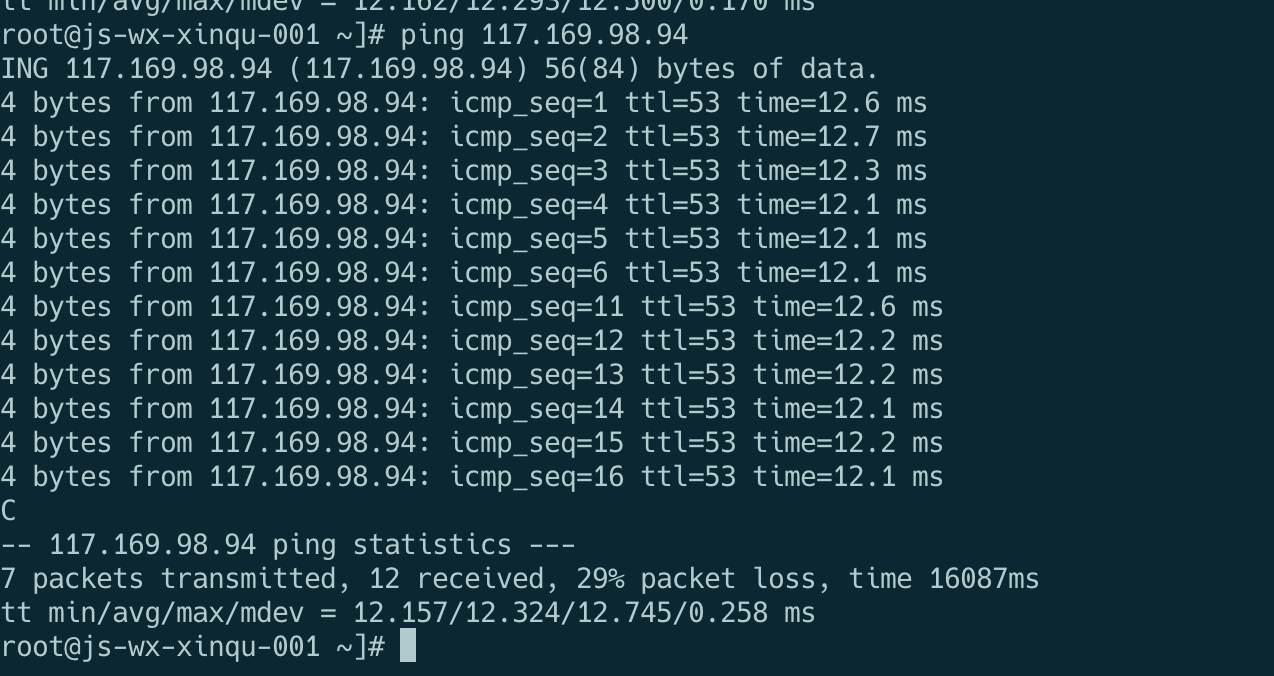 tt min/avg/max/mdev = 12.162/12.293/12.500/0.170 ms
root@js-wx-xinqu-001 ~]# ping 117.169.98.94
ING 117.169.98.94 (117.169.98.94) 56(84) bytes of data.
4 bytes from 117.169.98.94: icmp_seq=1 ttl=53 time=12.6 ms
4 bytes from 117.169.98.94: icmp_seq=2 ttl=53 time=12.7 ms
4 bytes from 117.169.98.94: icmp_seq=3 ttl=53 time=12.3 ms
4 bytes from 117.169.98.94: icmp_seq=4 ttl=53 time=12.1 ms
4 bytes from 117.169.98.94: icmp_seq=5 ttl=53 time=12.1 ms
4 bytes from 117.169.98.94: icmp_seq=6 ttl=53 time=12.1 ms
4 bytes from 117.169.98.94: icmp_seq=11 ttl=53 time=12.6 ms
4 bytes from 117.169.98.94: icmp_seq=12 ttl=53 time=12.2 ms
4 bytes from 117.169.98.94: icmp_seq=13 ttl=53 time=12.2 ms
4 bytes from 117.169.98.94: icmp_seq=14 ttl=53 time=12.1 ms
4 bytes from 117.169.98.94: icmp_seq=15 ttl=53 time=12.2 ms
4 bytes from 117.169.98.94: icmp_seq=16 ttl=53 time=12.1 ms
C
-- 117.169.98.94 ping statistics ---
7 packets transmitted, 12 received, 29% packet loss, time 16087ms
tt min/avg/max/mdev = 12.157/12.324/12.745/0.258 ms
root@js-wx-xinqu-001 ~]#